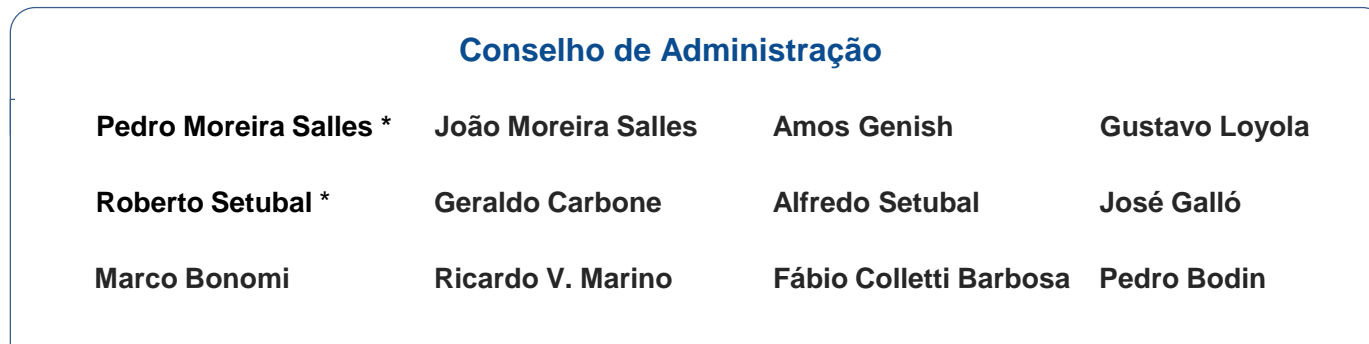 Conselho de Administração
Pedro Moreira Salles * João Moreira Salles Amos Genish Gustavo Loyola
Roberto Setubal * Geraldo Carbone Alfredo Setubal José Galló
Marco Bonomi Ricardo V. Marino Fábio Colletti Barbosa Pedro Bodin